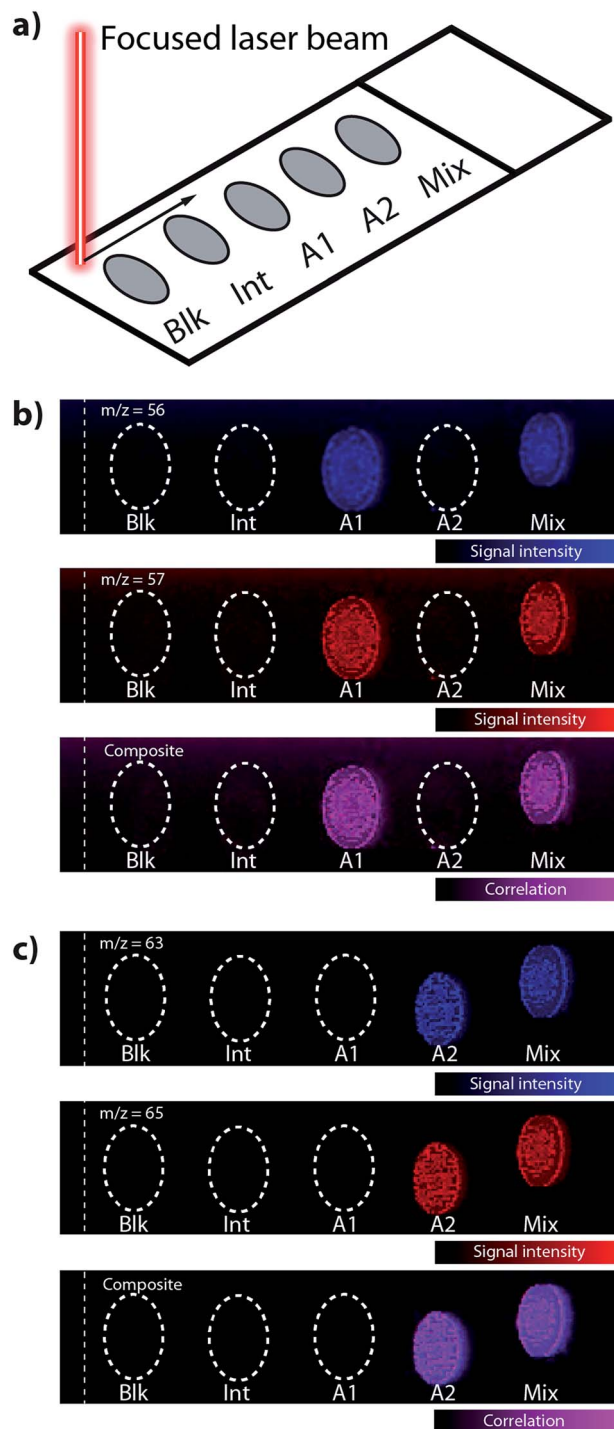 a)
Focused laser beam
Blk
Int
A1
A2
Mix
b)
m/z = 56
Blk
Int
A1
A2
Mix
Signal intensity
m/z = 57
Blk
Int
A1
A2
Mix
Signal intensity
Composite
Blk
Int
A1
A2
Mix
Correlation
c)
m/z = 63
Blk
Int
A1
A2
Mix
Signal intensity
m/z = 65
Blk
Int
A1
A2
Mix
Signal intensity
Composite
Blk
Int
A1
A2
Mix
Correlation